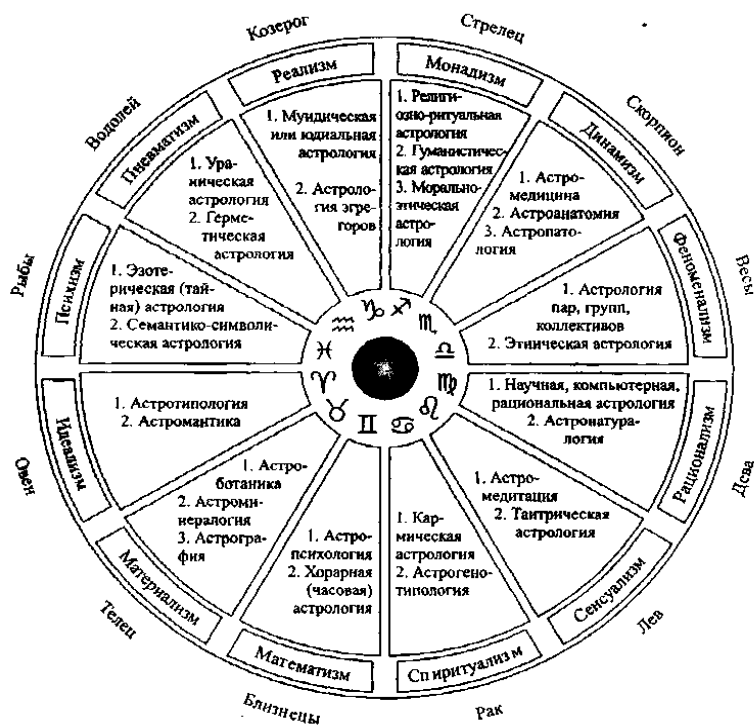 Козерог
Реализм
1. Мундическая
или юдиальная
астрология
2. Астроло-
гия эгре-
горов
Стрелец
Монадизм
1. Религи-
озно-ритуальная
астрология
2. Гуманистичес-
кая астрология
3. Морально-
этическая
астро-
логия
Скорпион
Динамизм
1. Астро-
медицина
2. Астроанатомия
3. Астропато-
логия
Весы
Феноменализм
1. Астрология
пар, групп,
коллективов
2. Этническая астрология
Дева
Рационализм
1. Научная, компьютерная,
рациональная астрология
2. Астронатура-
логия
Лев
Сенсуализм
1. Астро-
медитация
2. Тантрическая
астрология
Рак
Спиритуализм
1. Кар-
мическая
астрология
2. Астрогено-
типология
Близнецы
Математизм
1. Астро-
психология
2. Хорарная
(часовая)
астрология
Телец
Материализм
1. Астро-
ботаника
2. Астроми-
нералогия
3. Астрогра-
фия
Овен
Идеализм
1. Астротипология
2. Астромантика
Рыбы
Психизм
1. Эзоте-
рическая (тай-
ная) астрология
2. Семантико-символи-
ческая астрология
Водолей
Пневматизм
1. Ура-
ническая
астрология
2. Герме-
тическая
астрология
♑ ♐ ♏ ♎ ♍ ♌ ♋ ♊ ♉ ♈ ♓ ♒